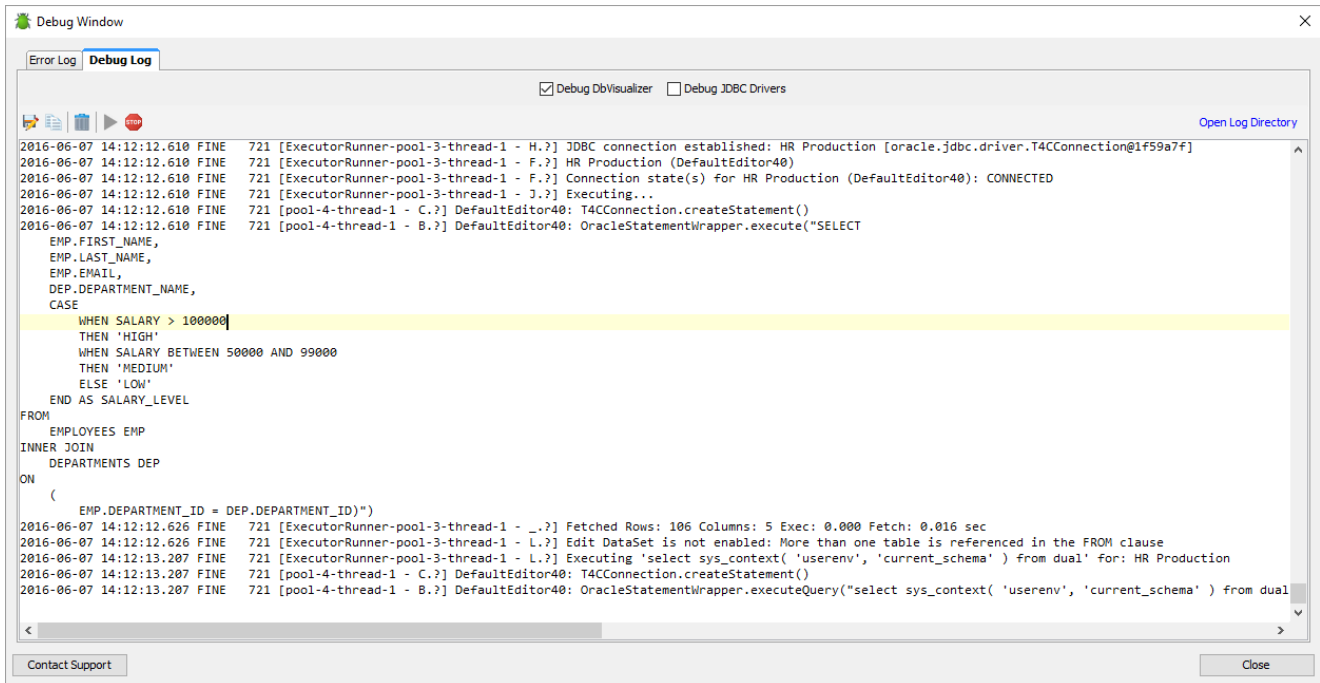 Debug Window
Error Log Debug Log
Debug DbVisualizer Debug JDBC Drivers
STOP Open Log Directory
2016-06-07 14:12:12.610 FINE 721 [ExecutorRunner-pool-3-thread-1 - H.?] JDBC connection established: HR Production [oracle.jdbc.driver.T4CConnection@1f59a7f]
2016-06-07 14:12:12.610 FINE 721 [ExecutorRunner-pool-3-thread-1 - F.?] HR Production (DefaultEditor40)
2016-06-07 14:12:12.610 FINE 721 [ExecutorRunner-pool-3-thread-1 - F.?] Connection state(s) for HR Production (DefaultEditor40): CONNECTED
2016-06-07 14:12:12.610 FINE 721 [ExecutorRunner-pool-3-thread-1 - J.?] Executing...
2016-06-07 14:12:12.610 FINE 721 [pool-4-thread-1 - C.?] DefaultEditor40: T4CConnection.createStatement()
2016-06-07 14:12:12.610 FINE 721 [pool-4-thread-1 - B.?] DefaultEditor40: OracleStatementWrapper.execute("SELECT
EMP.FIRST_NAME,
EMP.LAST_NAME,
EMP.EMAIL,
DEP.DEPARTMENT_NAME,
CASE
WHEN SALARY > 100000
THEN 'HIGH'
WHEN SALARY BETWEEN 50000 AND 99000
THEN 'MEDIUM'
ELSE 'LOW'
END AS SALARY_LEVEL
FROM
EMPLOYEES EMP
INNER JOIN
DEPARTMENTS DEP
ON
(
EMP.DEPARTMENT_ID = DEP.DEPARTMENT_ID)")
2016-06-07 14:12:12.626 FINE 721 [ExecutorRunner-pool-3-thread-1 - _.?] Fetched Rows: 106 Columns: 5 Exec: 0.000 Fetch: 0.016 sec
2016-06-07 14:12:12.626 FINE 721 [ExecutorRunner-pool-3-thread-1 - L.?] Edit DataSet is not enabled: More than one table is referenced in the FROM clause
2016-06-07 14:12:13.207 FINE 721 [ExecutorRunner-pool-3-thread-1 - L.?] Executing 'select sys_context( 'userenv', 'current_schema' ) from dual' for: HR Production
2016-06-07 14:12:13.207 FINE 721 [pool-4-thread-1 - C.?] DefaultEditor40: T4CConnection.createStatement()
2016-06-07 14:12:13.207 FINE 721 [pool-4-thread-1 - B.?] DefaultEditor40: OracleStatementWrapper.executeQuery("select sys_context( 'userenv', 'current_schema' ) from dual
Contact Support Close